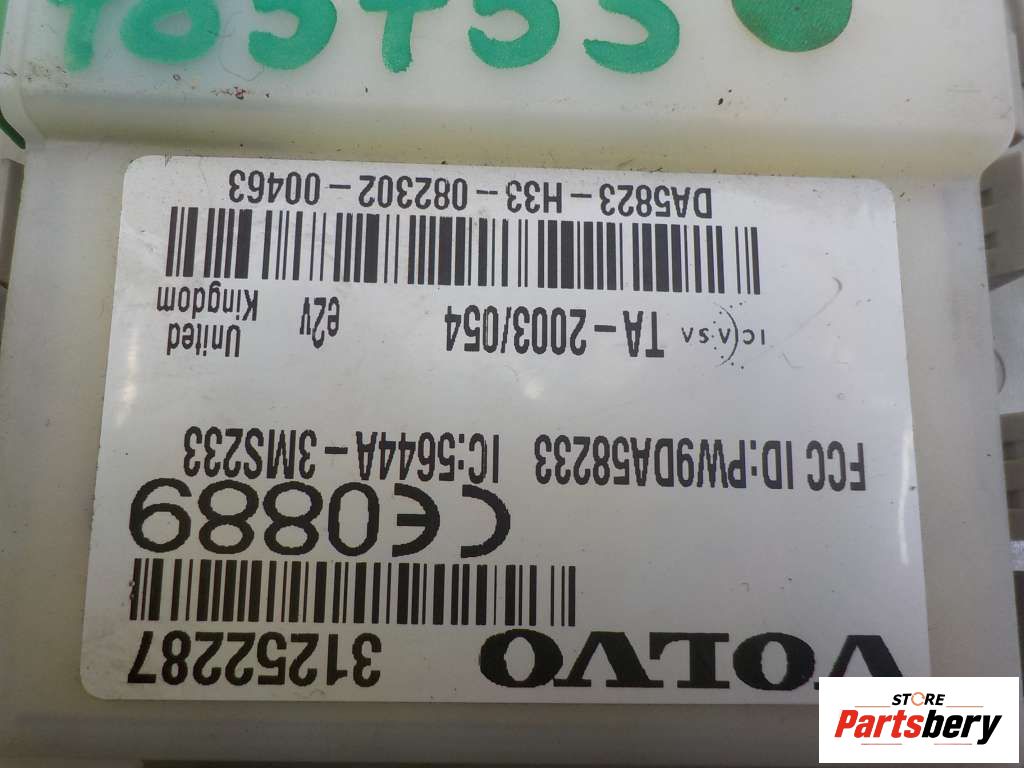 VOLVO 31252287
CE0889
FCC ID:PW9DA58233 IC:5644A-3MS233
ICASA TA-2003/054 e2v United
Kingdom
DA5823-H33-082302-00463
STORE
Partsbery